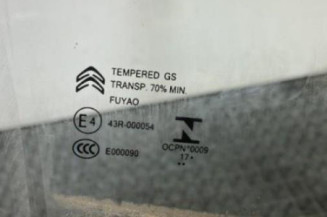 TEMPERED GS
TRANSP. 70% MIN.
FUYAO
E4 43R-000054
CCC E000090
N
OCPN°0009
17